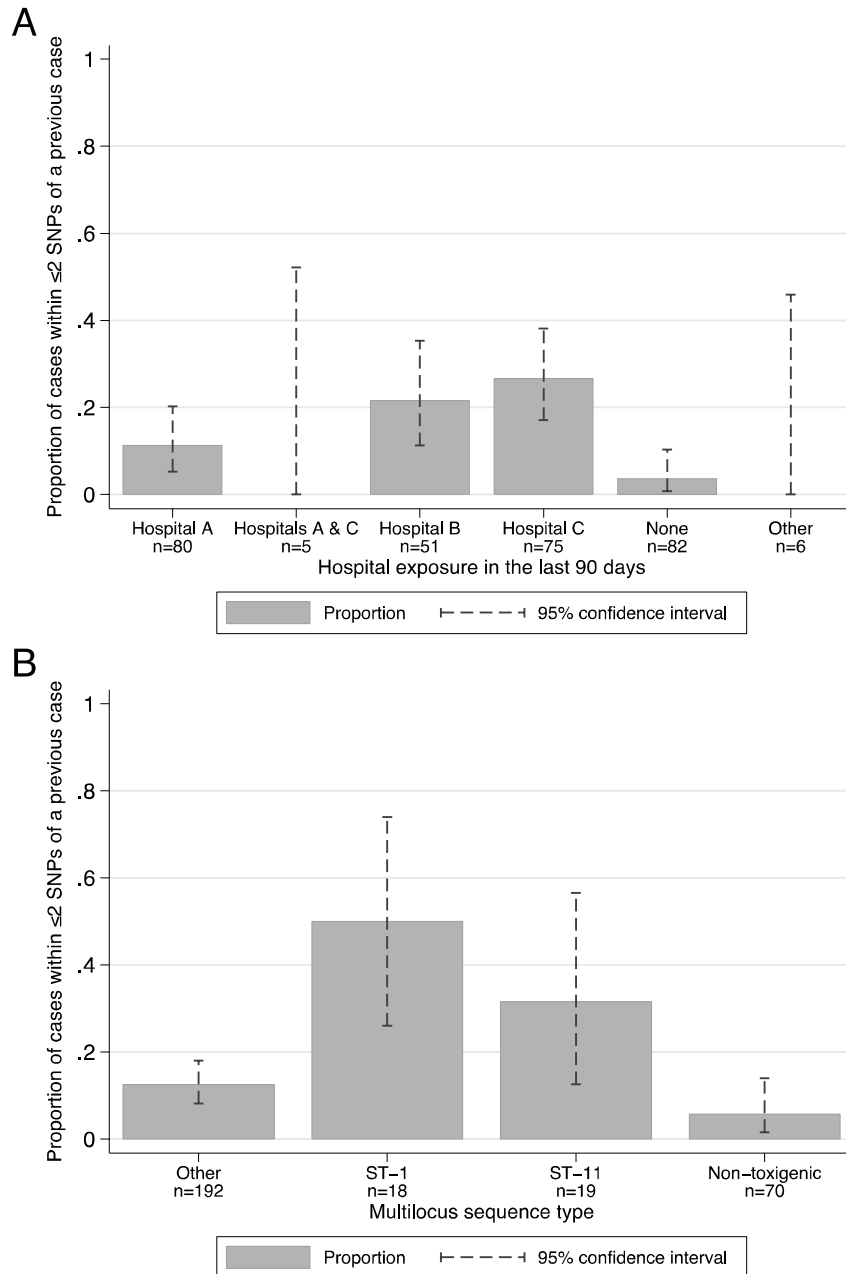 A
Proportion of cases within ≤2 SNPs of a previous case
1
.8
.6
.4
.2
0
Hospital A
n=80
Hospitals A & C
n=5
Hospital B
n=51
Hospital C
n=75
None
n=82
Other
n=6
Hospital exposure in the last 90 days
Proportion
95% confidence interval
B
Proportion of cases within ≤2 SNPs of a previous case
1
.8
.6
.4
.2
0
Other
n=192
ST-1
n=18
ST-11
n=19
Non-toxigenic
n=70
Multilocus sequence type
Proportion
95% confidence interval